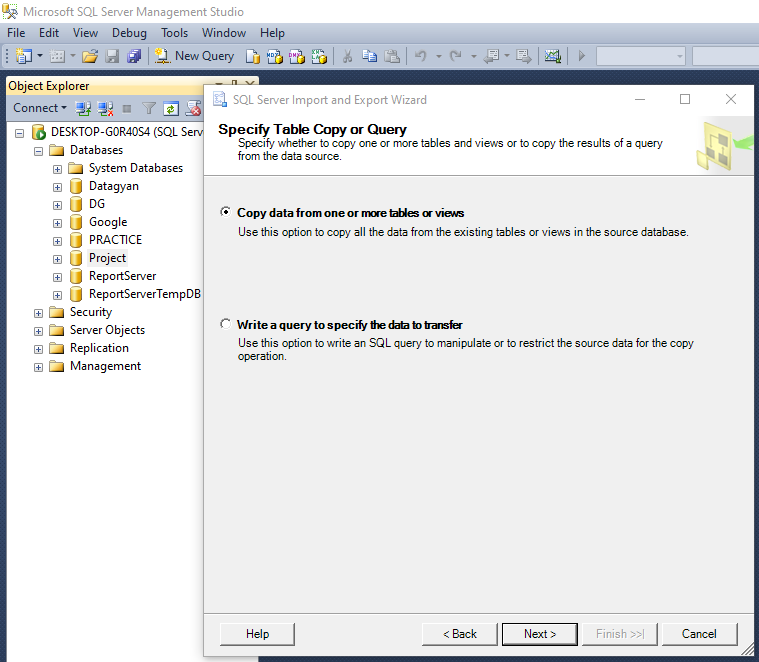 Microsoft SQL Server Management Studio
File Edit View Debug Tools Window Help
New Query
Object Explorer
Connect
DESKTOP-G0R40S4 (SQL Serv
Databases
System Databases
Datagyan
DG
Google
PRACTICE
Project
ReportServer
ReportServerTempDB
Security
Server Objects
Replication
Management
SQL Server Import and Export Wizard
Specify Table Copy or Query
Specify whether to copy one or more tables and views or to copy the results of a query
from the data source.
Copy data from one or more tables or views
Use this option to copy all the data from the existing tables or views in the source database.
Write a query to specify the data to transfer
Use this option to write an SQL query to manipulate or to restrict the source data for the copy
operation.
Help < Back Next > Finish >>| Cancel